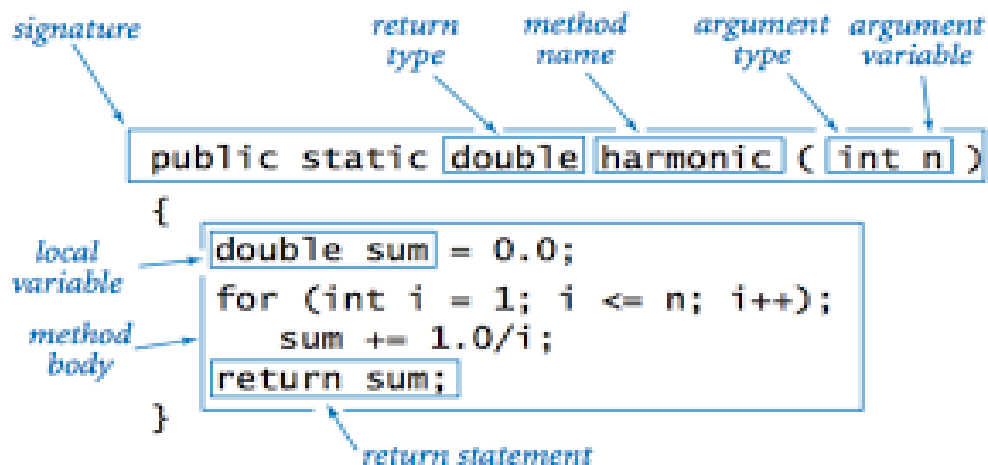 signature return type method name argument type argument variable
public static double harmonic ( int n )
{
double sum = 0.0;
local variable
for (int i = 1; i <= n; i++);
sum += 1.0/i;
method body
return sum;
}
return statement